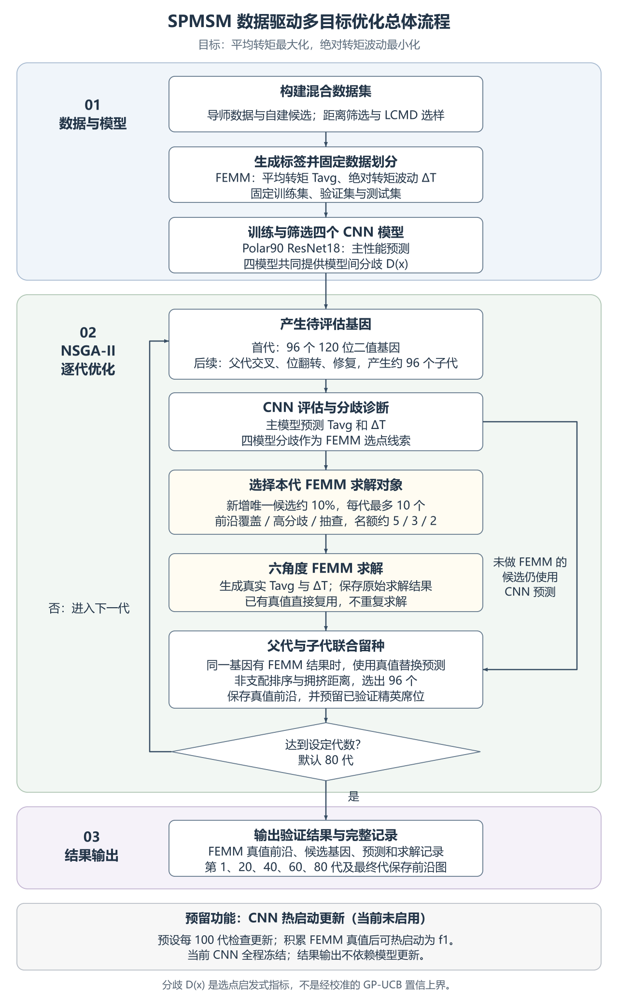 SPMSM 数据驱动多目标优化总体流程
目标：平均转矩最大化，绝对转矩波动最小化
01
数据与模型
构建混合数据集
导师数据与自建候选；距离筛选与 LCMD 选样
生成标签并固定数据划分
FEMM：平均转矩 Tavg、绝对转矩波动 ΔT
固定训练集、验证集与测试集
训练与筛选四个 CNN 模型
Polar90 ResNet18：主性能预测
四模型共同提供模型间分歧 D(x)
02
NSGA-II
逐代优化
产生待评估基因
首代：96 个 120 位二值基因
后续：父代交叉、位翻转、修复，产生约 96 个子代
CNN 评估与分歧诊断
主模型预测 Tavg 和 ΔT
四模型分歧作为 FEMM 选点线索
选择本代 FEMM 求解对象
新增唯一候选约 10%，每代最多 10 个
前沿覆盖 / 高分歧 / 抽查，名额约 5 / 3 / 2
六角度 FEMM 求解
生成真实 Tavg 与 ΔT；保存原始求解结果
已有真值直接复用，不重复求解
未做 FEMM 的
候选仍使用
CNN 预测
否：进入下一代
父代与子代联合留种
同一基因有 FEMM 结果时，使用真值替换预测
非支配排序与拥挤距离，选出 96 个
保存真值前沿，并预留已验证精英席位
达到设定代数？
默认 80 代
是
03
结果输出
输出验证结果与完整记录
FEMM 真值前沿、候选基因、预测和求解记录
第 1、20、40、60、80 代及最终代保存前沿图
预留功能：CNN 热启动更新（当前未启用）
预设每 100 代检查更新；积累 FEMM 真值后可热启动为 f1。
当前 CNN 全程冻结；结果输出不依赖模型更新。
分歧 D(x) 是选点启发式指标，不是经校准的 GP-UCB 置信上界。